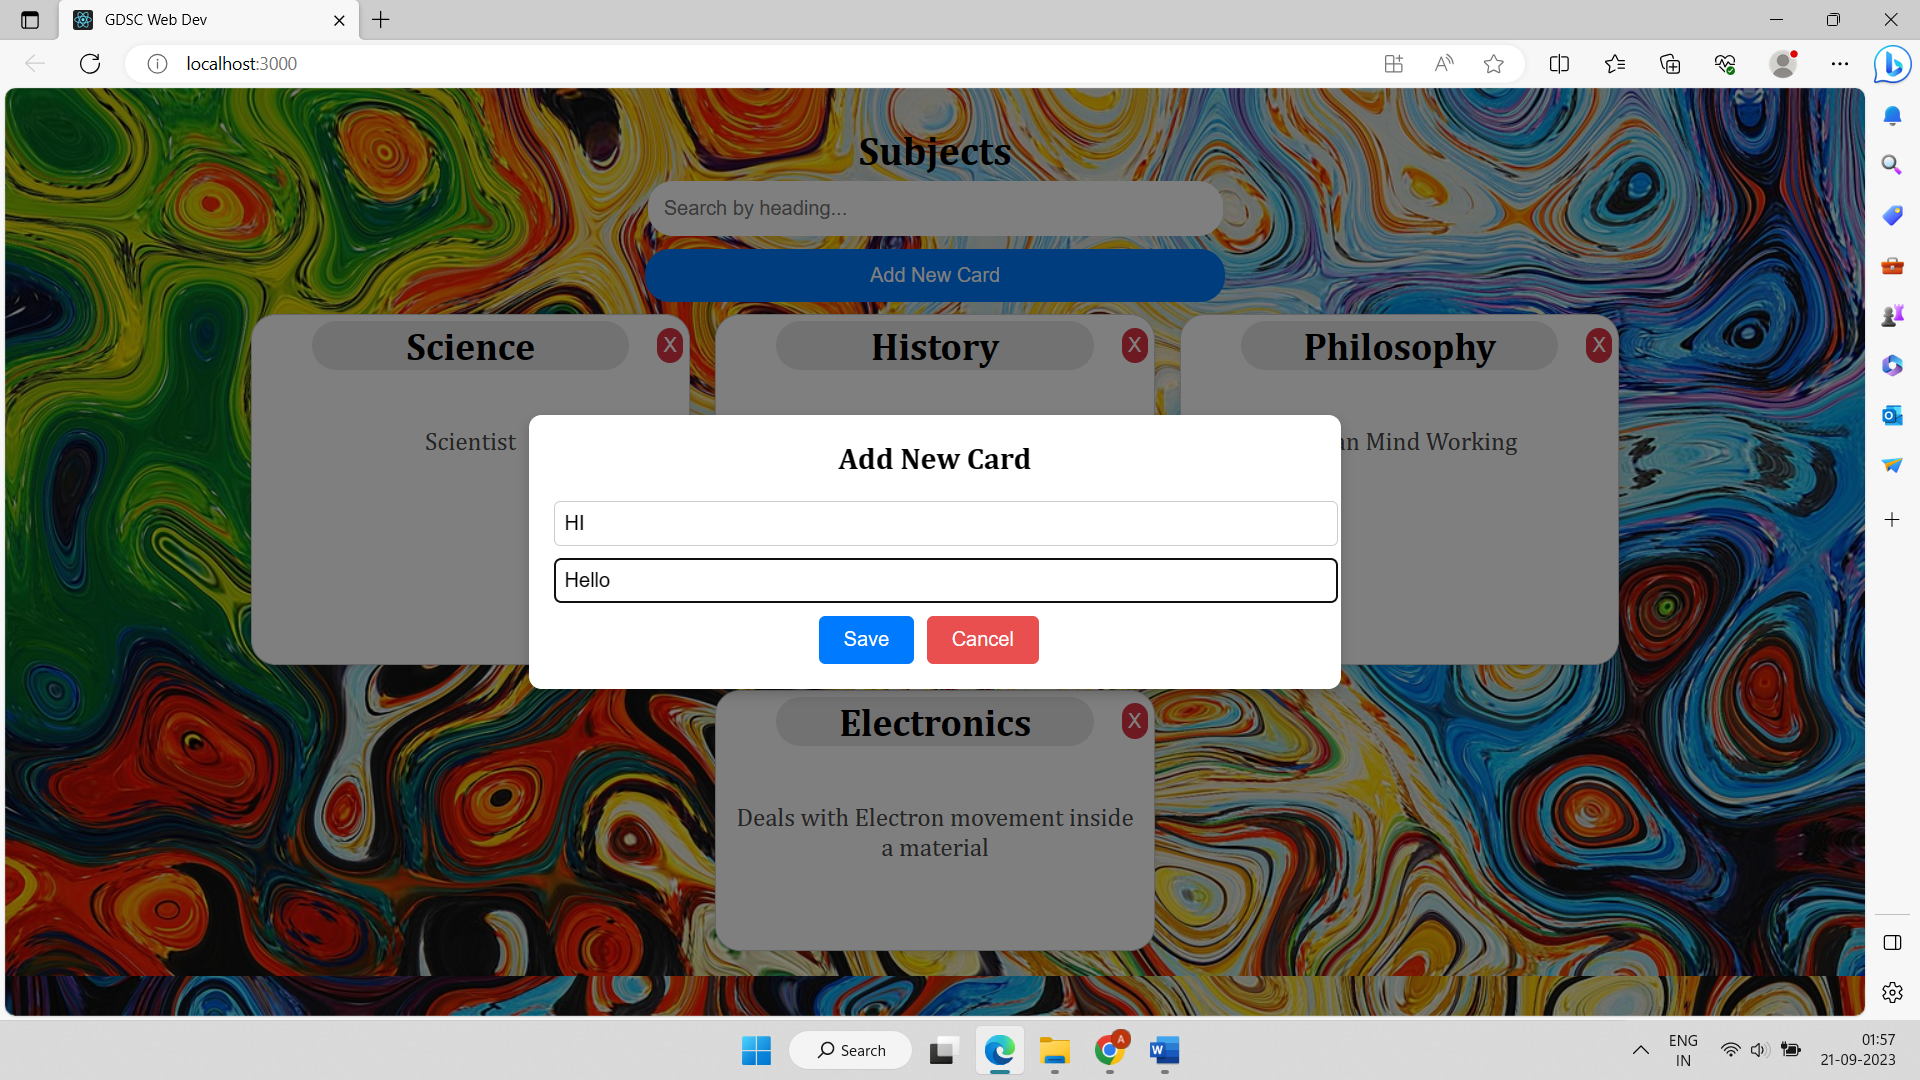 GDSC Web Dev
localhost:3000
Subjects
Search by heading...
Add New Card
Science X
History X
Philosophy X
Scientist
an Mind Working
Add New Card
HI
Hello
Save Cancel
Electronics X
Deals with Electron movement inside
a material
Search
A
W
ENG
IN
01:57
21-09-2023